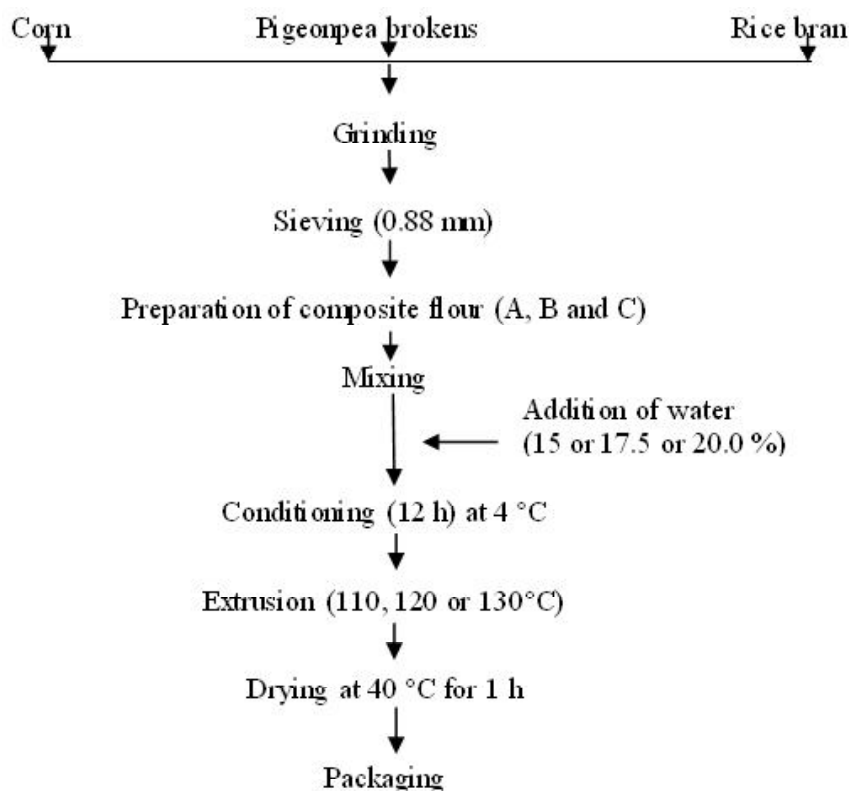 Corn Pigeonpea brokens Rice bran
Grinding
Sieving (0.88 mm)
Preparation of composite flour (A, B and C)
Mixing
Addition of water
(15 or 17.5 or 20.0 %)
Conditioning (12 h) at 4 °C
Extrusion (110, 120 or 130°C)
Drying at 40 °C for 1 h
Packaging